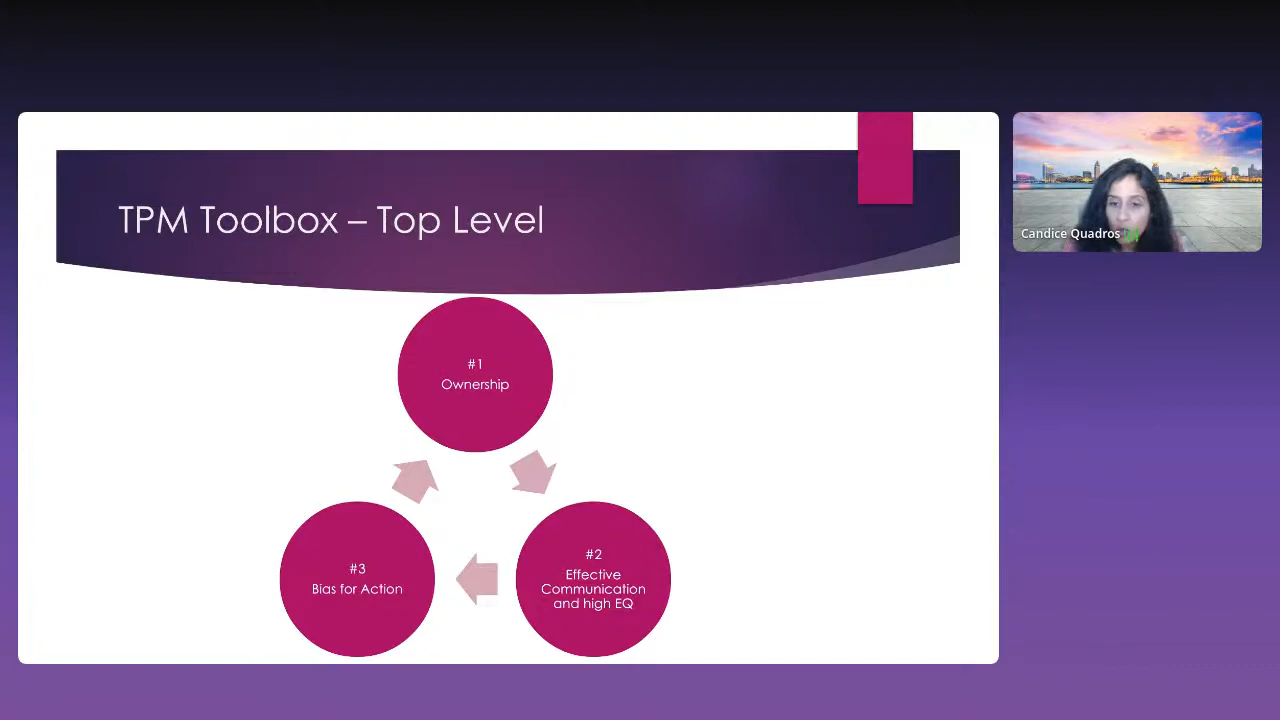 TPM Toolbox – Top Level
#1
Ownership
#2
Effective
Communication
and high EQ
#3
Bias for Action
Candice Quadros